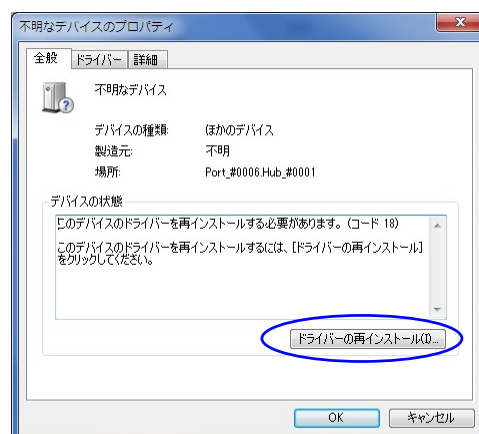 不明なデバイスのプロパティ
全般 ドライバー 詳細
不明なデバイス
デバイスの種類: ほかのデバイス
製造元: 不明
場所: Port_#0006.Hub_#0001
デバイスの状態
このデバイスのドライバーを再インストールする必要があります。 (コード 18)
このデバイスのドライバーを再インストールするには、[ドライバーの再インストール]
をクリックしてください。
ドライバーの再インストール(I)...
OK キャンセル